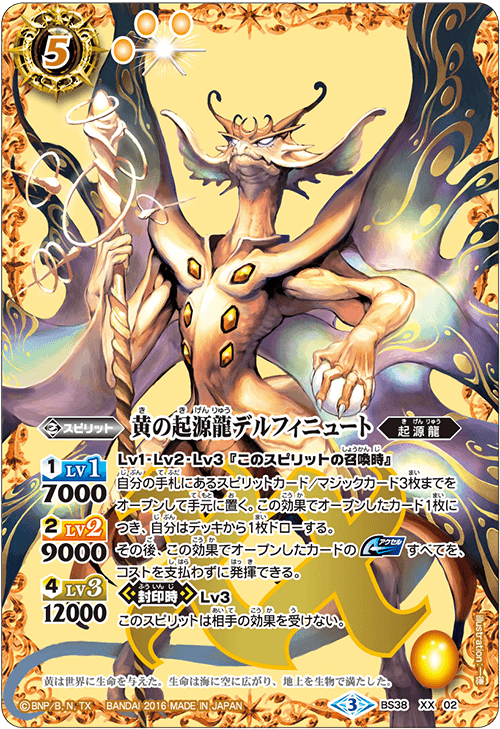 5
スピリット
黄の起源龍デルフィニュート
起源龍
1 LV1 7000
2 LV2 9000
4 LV3 12000
Lv1・Lv2・Lv3『このスピリットの召喚時』
自分の手札にあるスピリットカード/マジックカード3枚までを
オープンして手元に置く。この効果でオープンしたカード1枚に
つき、自分はデッキから1枚ドローする。
その後、この効果でオープンしたカードの アクセル すべてを、
コストを支払わずに発揮できる。
封印時 Lv3
このスピリットは相手の効果を受けない。
黄は世界に生命を与えた。生命は海に空に広がり、地上を生物で満たした。
©BNP/B, N, TX BANDAI 2016 MADE IN JAPAN
3 BS38 XX 02